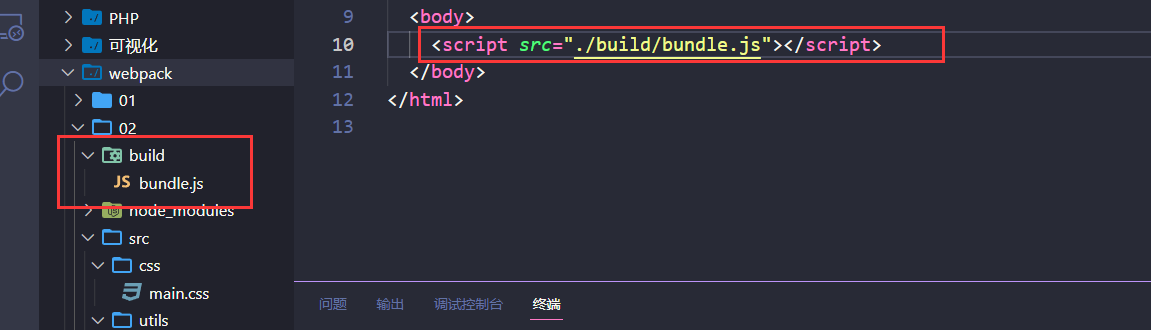 PHP
可视化
webpack
01
02
build
JS bundle.js
node_modules
src
css
main.css
utils
9 <body>
10 <script src="./build/bundle.js"></script>
11 </body>
12 </html>
13
问题 输出 调试控制台 终端